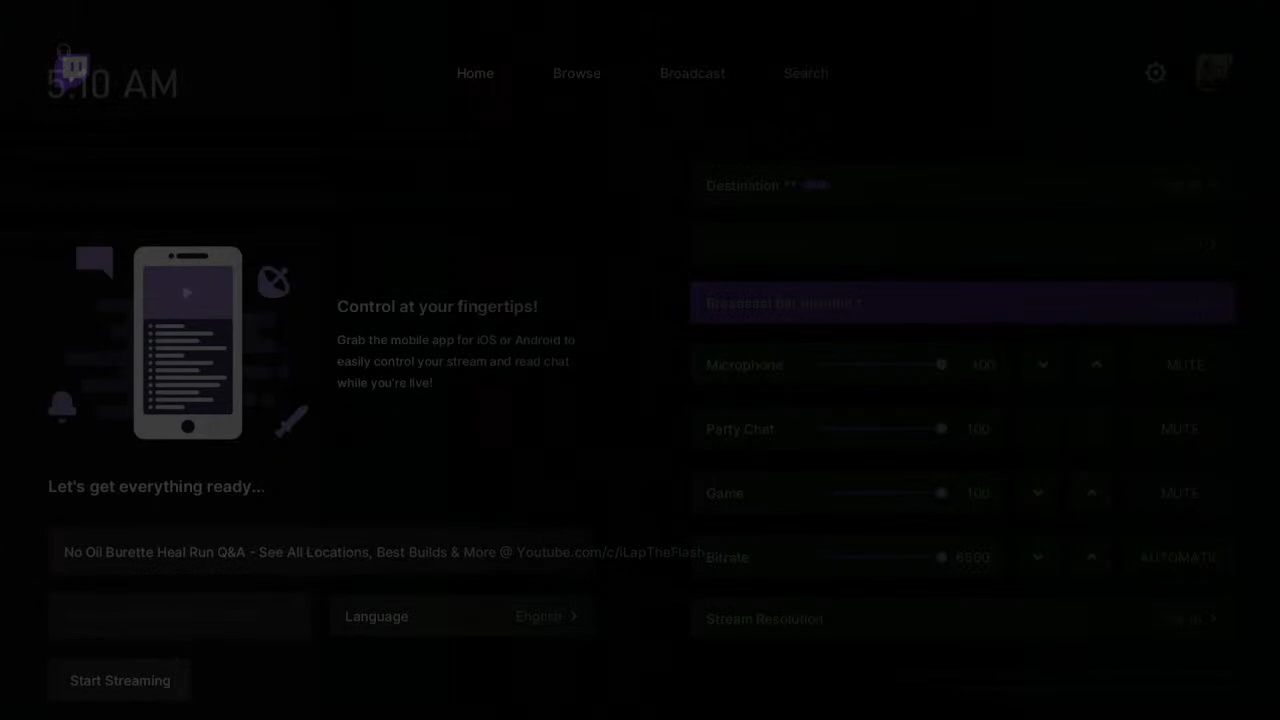 5:10 AM
Home
Browse
Broadcast
Search
Destination
Control at your fingertips!
Grab the mobile app for iOS or Android to
easily control your stream and read chat
while you're live!
Microphone
100
MUTE
Party Chat
100
MUTE
Let's get everything ready...
Game
100
MUTE
No Oil Burette Heal Run Q&A - See All Locations, Best Builds & More @ Youtube.com/c/iLapTheFlash
Bitrate
AUTOMATIC
Language
English
Stream Resolution
Start Streaming